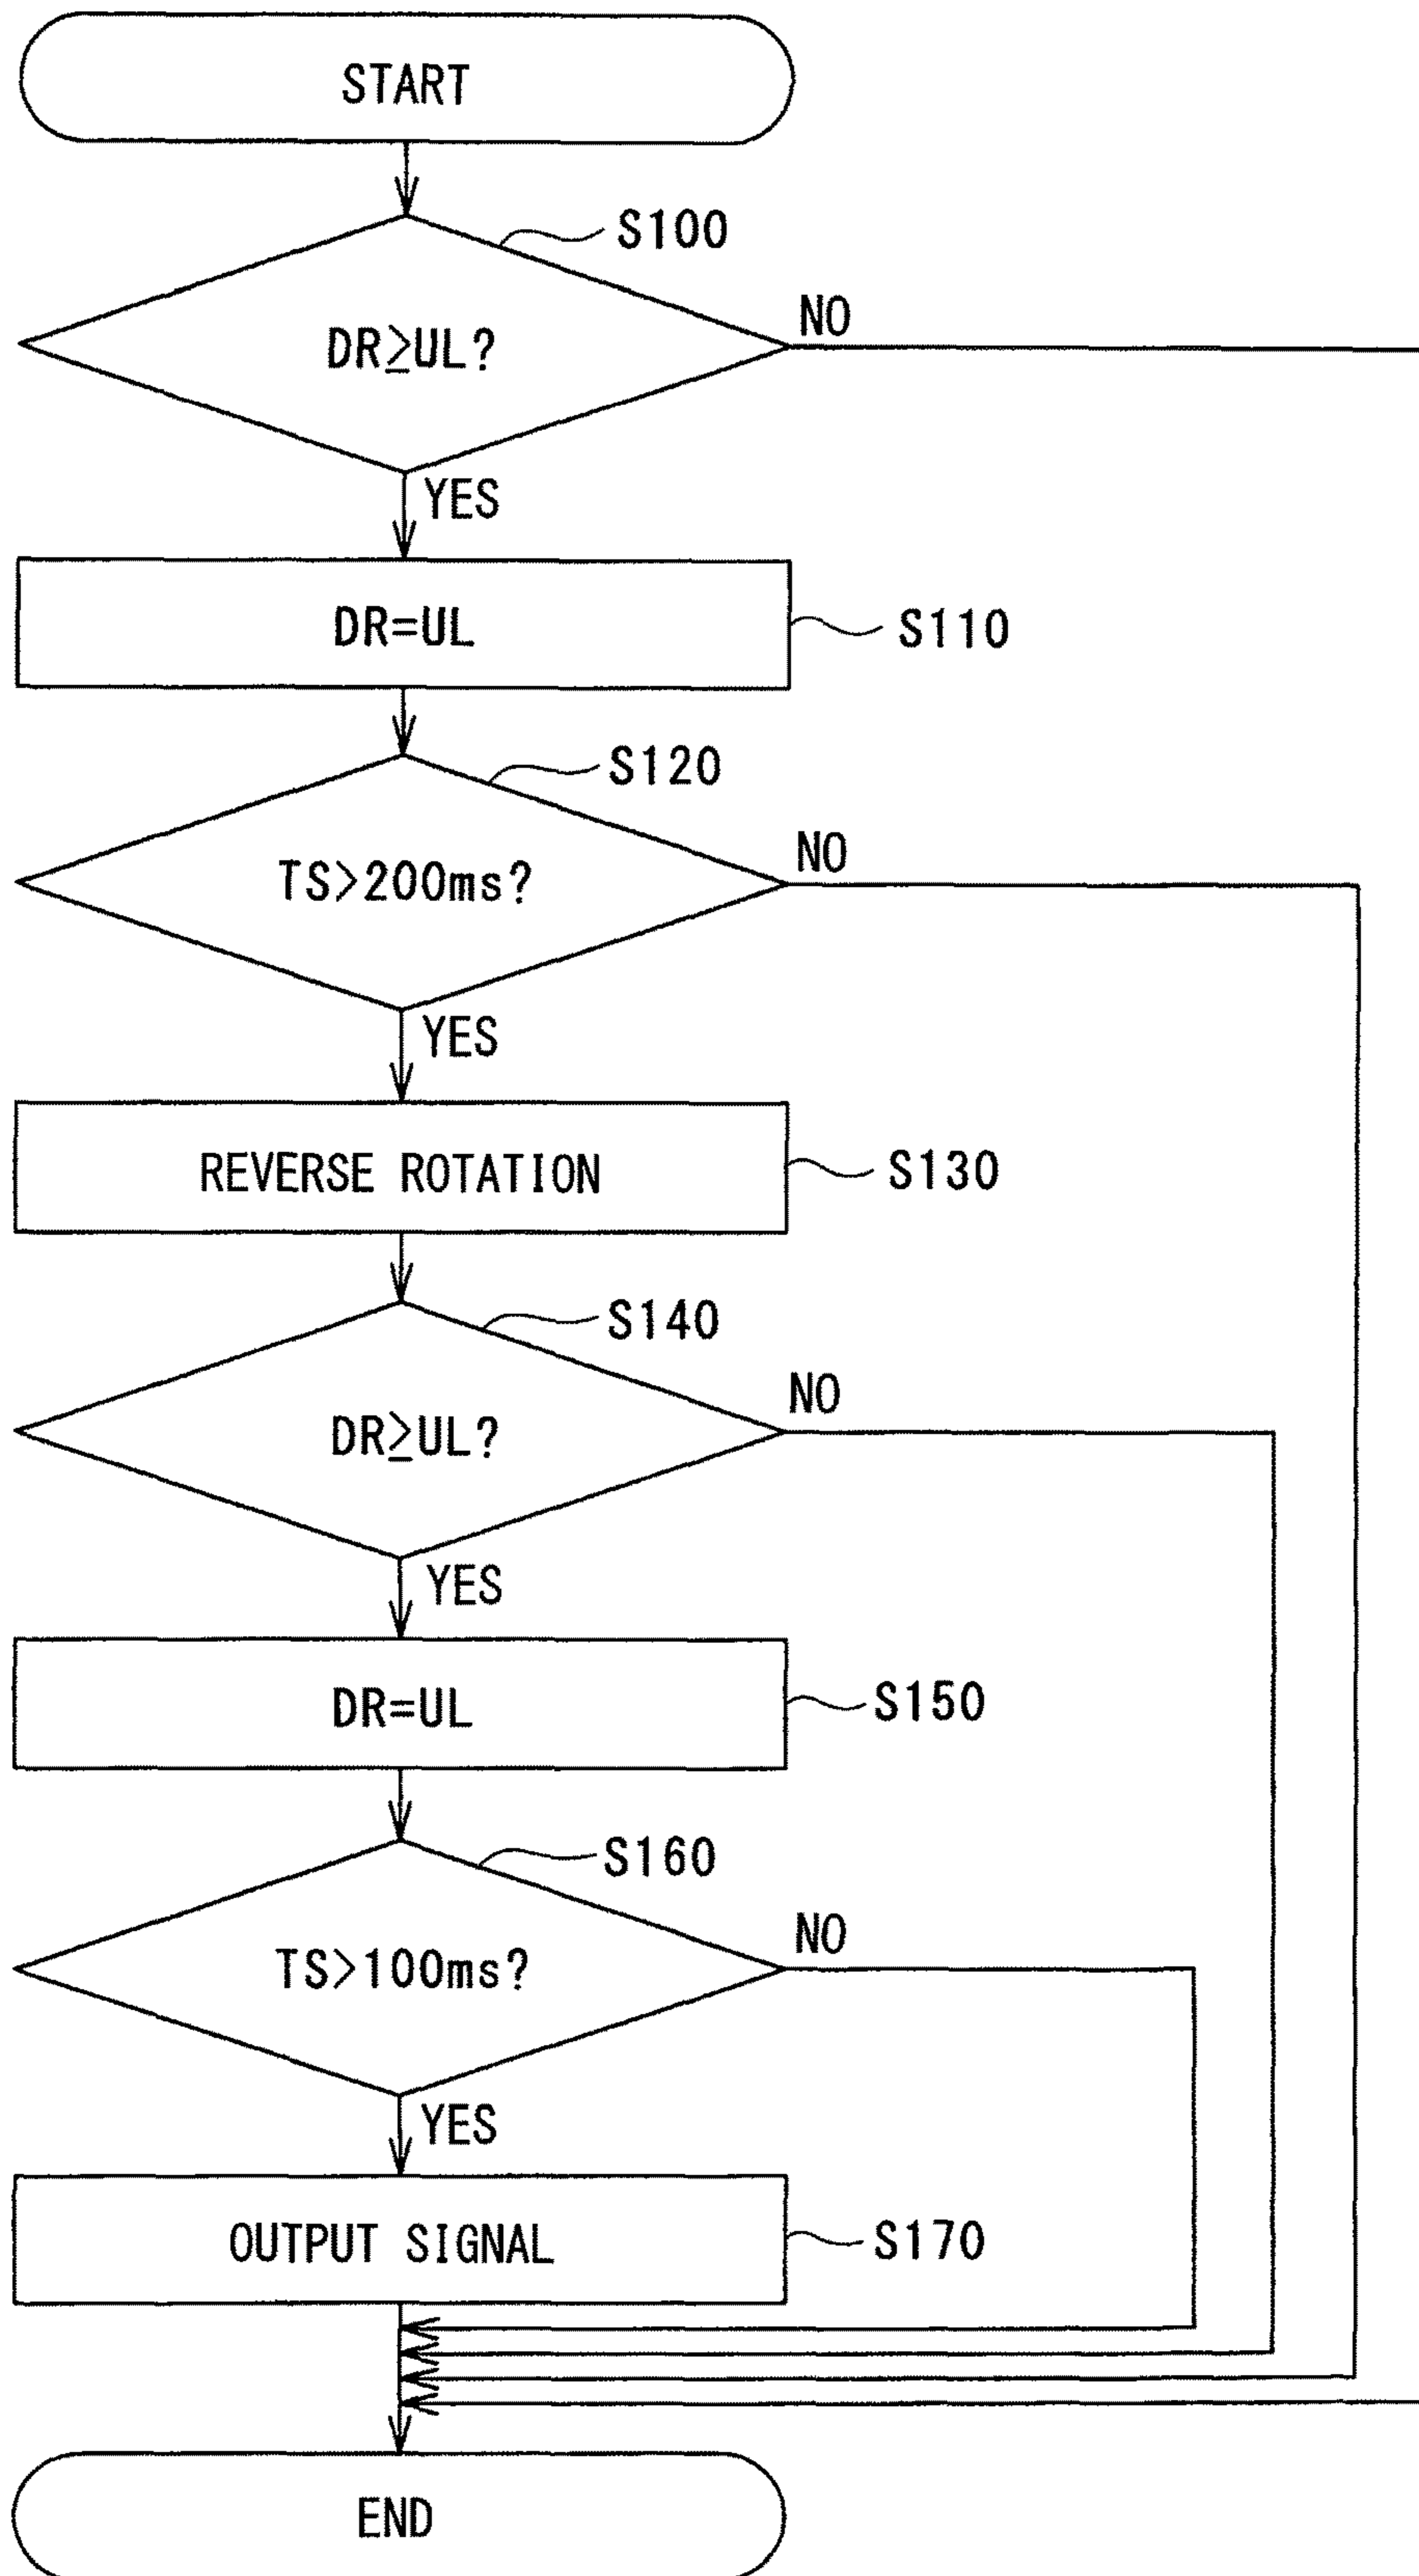 START
S100
DR≥UL?
NO
YES
DR=UL
S110
S120
TS>200ms?
NO
YES
REVERSE ROTATION
S130
S140
DR≥UL?
NO
YES
DR=UL
S150
S160
TS>100ms?
NO
YES
OUTPUT SIGNAL
S170
END